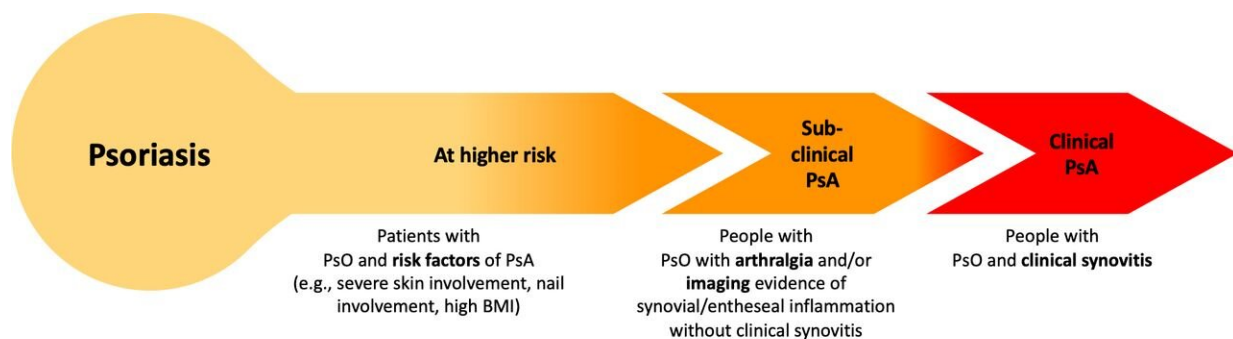 Psoriasis
At higher risk
Sub-
clinical
PsA
Clinical
PsA
Patients with
PsO and risk factors of PsA
(e.g., severe skin involvement, nail
involvement, high BMI)
People with
PsO with arthralgia and/or
imaging evidence of
synovial/entheseal inflammation
without clinical synovitis
People with
PsO and clinical synovitis